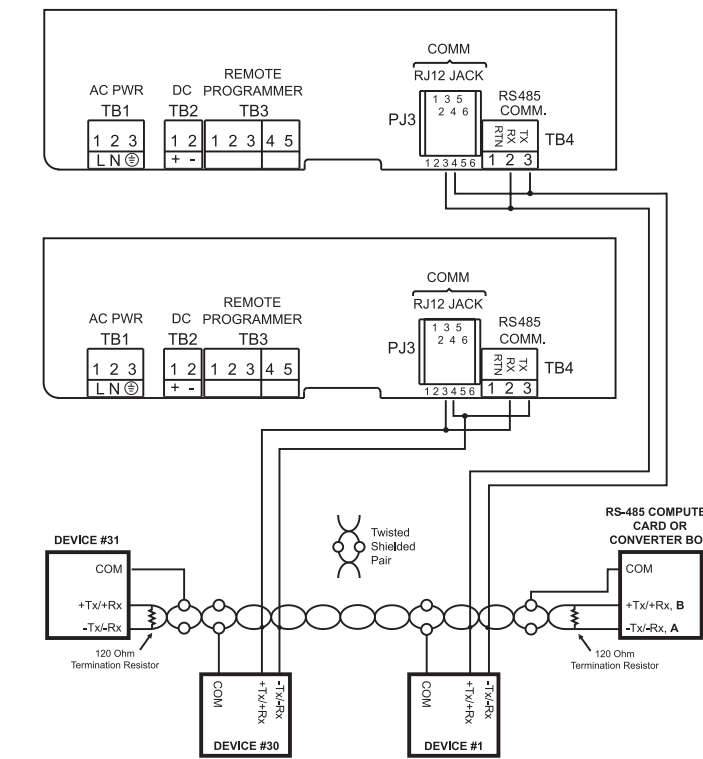 COMM
RJ12 JACK
REMOTE
PROGRAMMER
AC PWR
DC
TB1
TB2
TB3
PJ3
1 3 5
2 4 6
RS485
COMM.
RTN
RX
TX
TB4
1 2 3
1 2
1 2 3 4 5
L N
+ -
1 2 3 4 5 6
1 2 3
COMM
RJ12 JACK
REMOTE
PROGRAMMER
AC PWR
DC
TB1
TB2
TB3
PJ3
1 3 5
2 4 6
RS485
COMM.
RTN
RX
TX
TB4
1 2 3
1 2
1 2 3 4 5
L N
+ -
1 2 3 4 5 6
1 2 3
Twisted
Shielded
Pair
DEVICE #31
COM
+Tx/+Rx
-Tx/-Rx
120 Ohm
Termination Resistor
RS-485 COMPUTE
CARD OR
CONVERTER BO
COM
+Tx/+Rx, B
-Tx/-Rx, A
120 Ohm
Termination Resistor
COM
+Tx/+Rx
-Tx/-Rx
DEVICE #30
COM
+Tx/+Rx
-Tx/-Rx
DEVICE #1